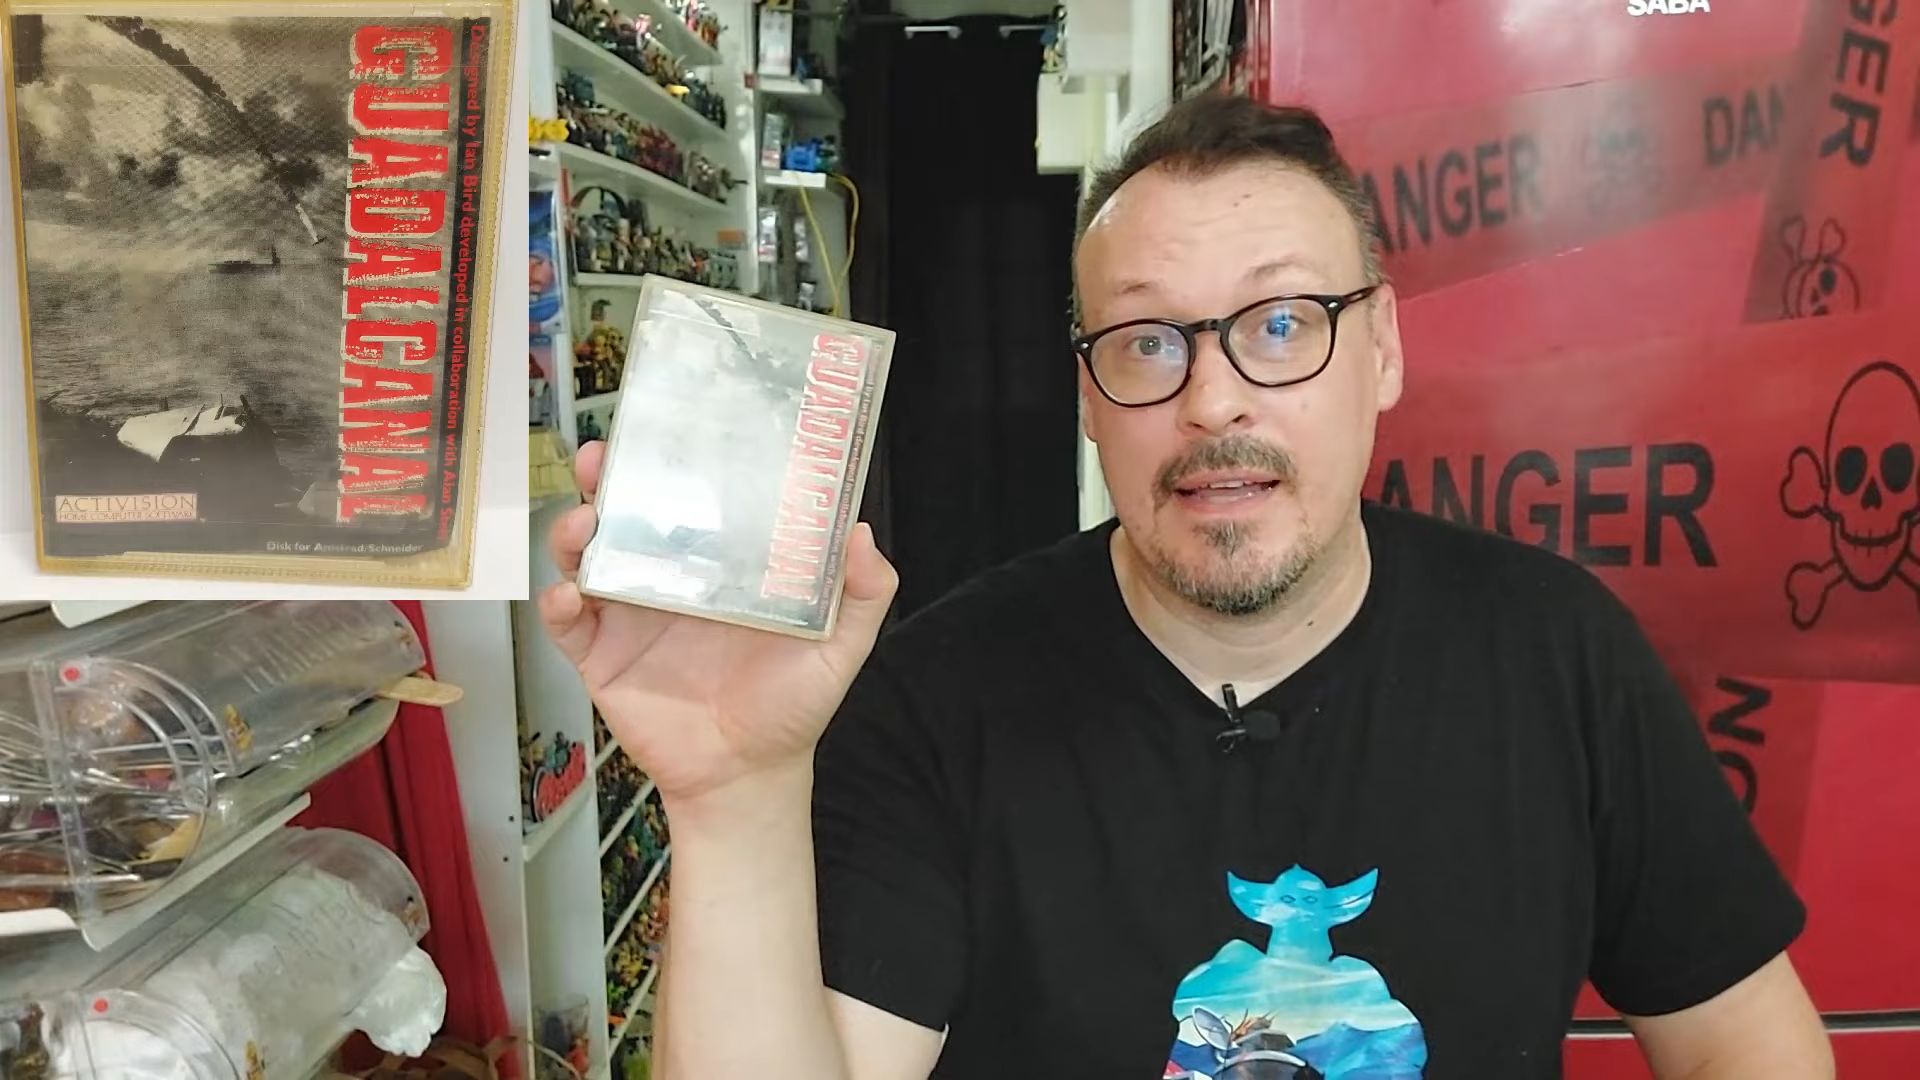 GUADALCANAL
Designed by Ian Bird developed in collaboration with Alan Steel
ACTIVISION
HOME COMPUTER SOFTWARE
Disk for Amstrad/Schneider
GUADALCANAL
SABA
GER
ANGER
DAN
ANGER
ON